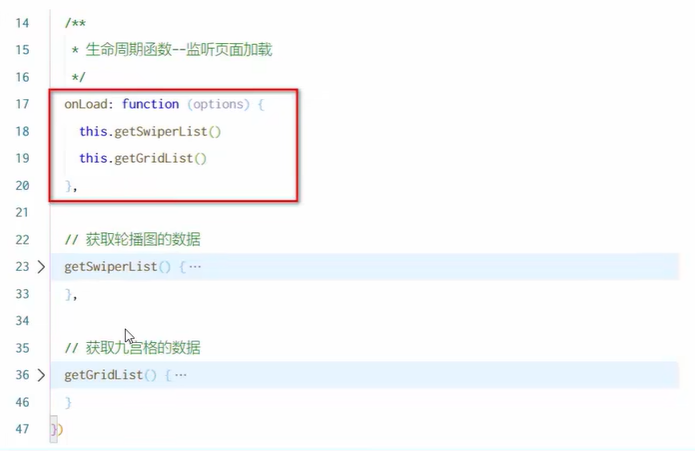 14 /**
15 * 生命周期函数--监听页面加载
16 */
17 onLoad: function (options) {
18 this.getSwiperList()
19 this.getGridList()
20 },
21
22 // 获取轮播图的数据
23 getSwiperList() {…
33 },
34
35 // 获取九宫格的数据
36 getGridList() {…
46 }
47 })